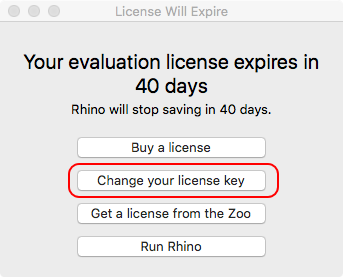 License Will Expire
Your evaluation license expires in
40 days
Rhino will stop saving in 40 days.
Buy a license
Change your license key
Get a license from the Zoo
Run Rhino